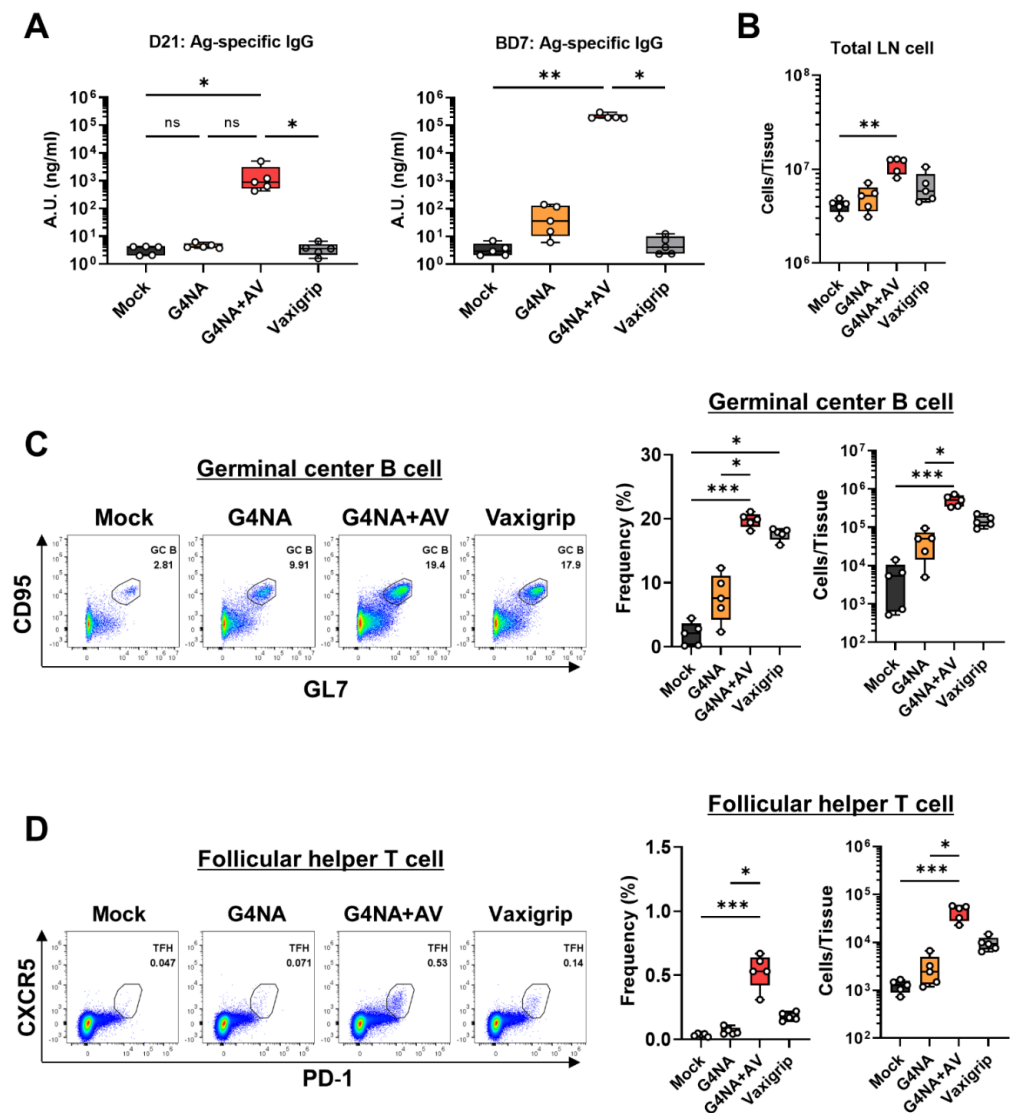 A
D21: Ag-specific IgG
*
ns
ns
*
A.U. (ng/ml)
10^6
10^5
10^4
10^3
10^2
10^1
10^0
Mock
G4NA
G4NA+AV
Vaxigrip
BD7: Ag-specific IgG
**
*
A.U. (ng/ml)
10^6
10^5
10^4
10^3
10^2
10^1
10^0
Mock
G4NA
G4NA+AV
Vaxigrip
B
Total LN cell
**
Cells/Tissue
10^8
10^7
10^6
Mock
G4NA
G4NA+AV
Vaxigrip
C
Germinal center B cell
Mock
G4NA
G4NA+AV
Vaxigrip
GC B
2.81
GC B
9.91
GC B
19.4
GC B
17.9
CD95
GL7
Germinal center B cell
*
*
***
Frequency (%)
30
20
10
0
Mock
G4NA
G4NA+AV
Vaxigrip
*
***
Cells/Tissue
10^7
10^6
10^5
10^4
10^3
10^2
Mock
G4NA
G4NA+AV
Vaxigrip
D
Follicular helper T cell
Mock
G4NA
G4NA+AV
Vaxigrip
TFH
0.047
TFH
0.071
TFH
0.53
TFH
0.14
CXCR5
PD-1
Follicular helper T cell
*
***
Frequency (%)
1.5
1.0
0.5
0.0
Mock
G4NA
G4NA+AV
Vaxigrip
*
***
Cells/Tissue
10^6
10^5
10^4
10^3
10^2
Mock
G4NA
G4NA+AV
Vaxigrip